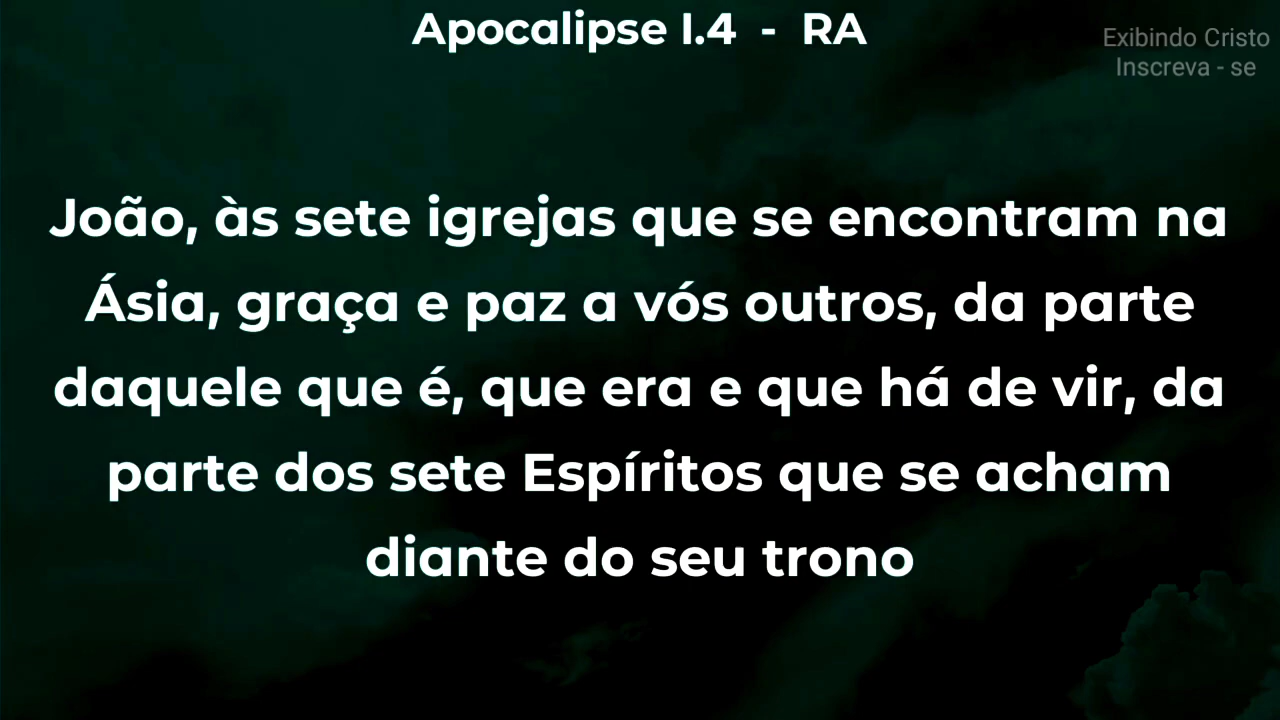 Apocalipse I.4 - RA
Exibindo Cristo
Inscreva - se
João, às sete igrejas que se encontram na
Ásia, graça e paz a vós outros, da parte
daquele que é, que era e que há de vir, da
parte dos sete Espíritos que se acham
diante do seu trono